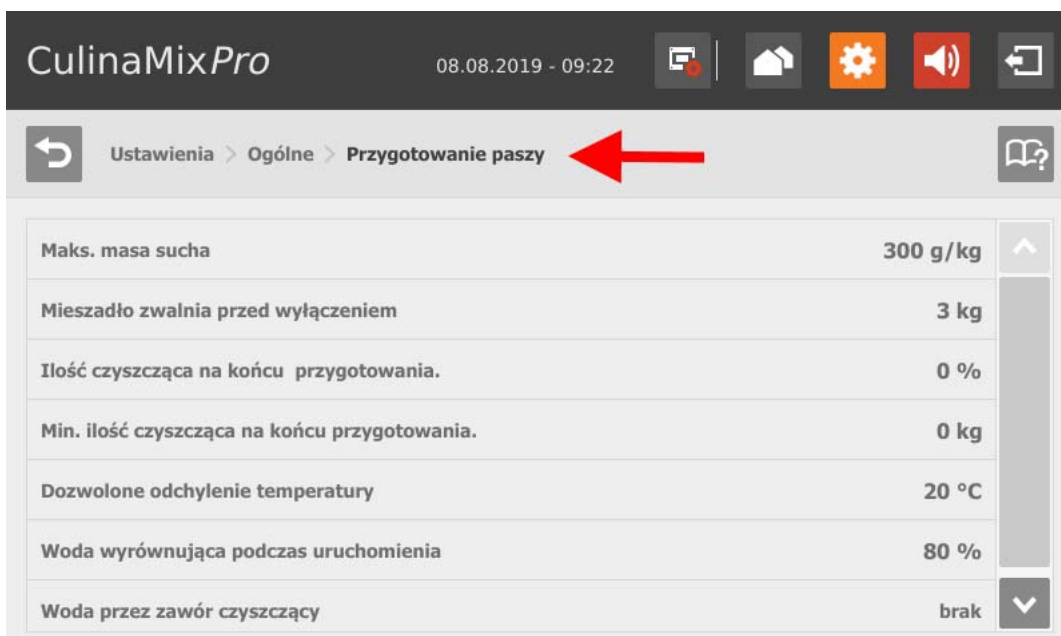 CulinaMixPro 08.08.2019 - 09:22
Ustawienia > Ogólne > Przygotowanie paszy
Maks. masa sucha 300 g/kg
Mieszadło zwalnia przed wyłączeniem 3 kg
Ilość czyszcząca na końcu  przygotowania. 0 %
Min. ilość czyszcząca na końcu przygotowania. 0 kg
Dozwolone odchylenie temperatury 20 °C
Woda wyrównująca podczas uruchomienia 80 %
Woda przez zawór czyszczący brak